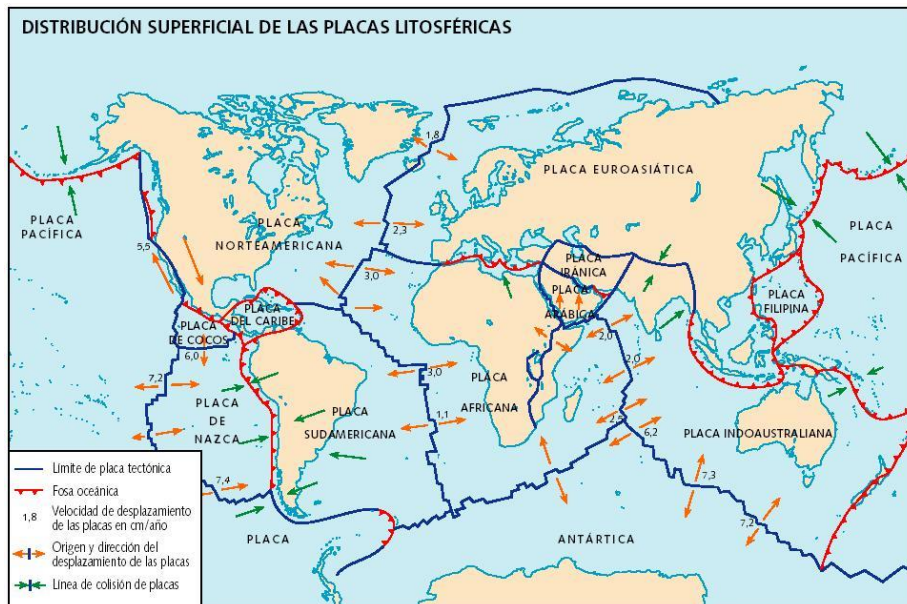 DISTRIBUCIÓN SUPERFICIAL DE LAS PLACAS LITOSFÉRICAS
1,8
PLACA EUROASIÁTICA
PLACA
PACÍFICA
PLACA
NORTEAMERICANA
2,3
5,5
3,0
PLACA
IRÁNICA
PLACA
ARÁBICA
PLACA
PACÍFICA
PLACA
FILIPINA
PLACA
DEL CARIBE
PLACA
DE COCOS
6,0
7,2
PLACA
DE
NAZCA
PLACA
SUDAMERICANA
3,0
1,1
PLACA
AFRICANA
2,0
2,0
2,5
6,2
PLACA INDOAUSTRALIANA
7,3
7,2
7,4
PLACA
ANTÁRTICA
Límite de placa tectónica
Fosa oceánica
1,8
Velocidad de desplazamiento
de las placas en cm/año
Origen y dirección del
desplazamiento de las placas
Línea de colisión de placas